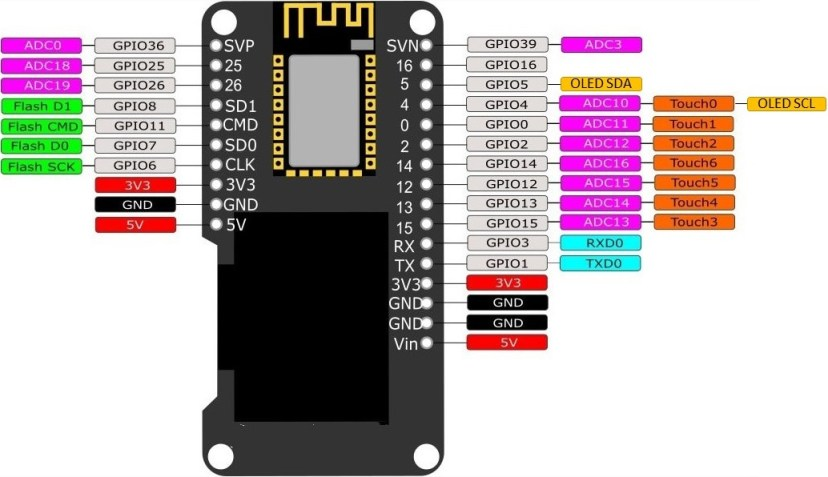 ADC0 GPIO36 SVP SVN GPIO39 ADC3
ADC18 GPIO25 25 16 GPIO16
ADC19 GPIO26 26 5 GPIO5 OLED SDA
Flash D1 GPIO8 SD1 4 GPIO4 ADC10 Touch0 OLED SCL
Flash CMD GPIO11 CMD 0 GPIO0 ADC11 Touch1
Flash D0 GPIO7 SD0 2 GPIO2 ADC12 Touch2
Flash SCK GPIO6 CLK 14 GPIO14 ADC16 Touch6
3V3 3V3 12 GPIO12 ADC15 Touch5
GND GND 13 GPIO13 ADC14 Touch4
5V 5V 15 GPIO15 ADC13 Touch3
RX GPIO3 RXD0
TX GPIO1 TXD0
3V3 3V3
GND GND
GND GND
Vin 5V